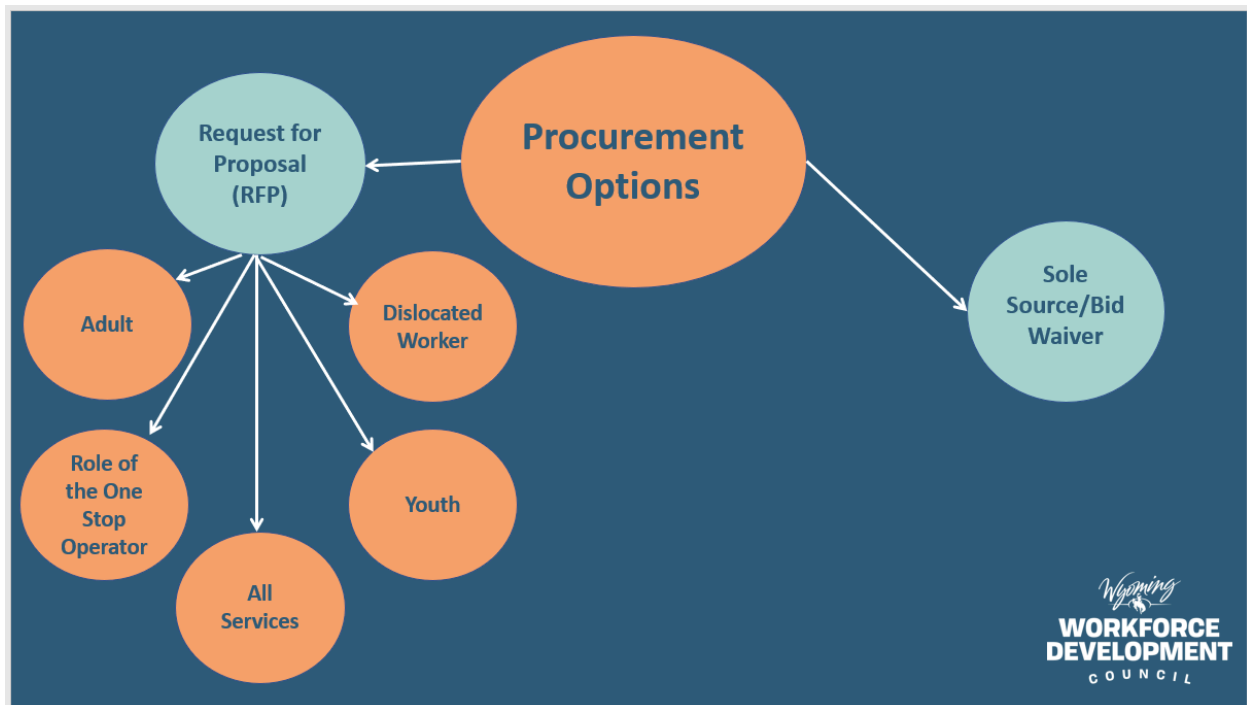 Procurement
Options
Request for
Proposal
(RFP)
Sole
Source/Bid
Waiver
Adult
Dislocated
Worker
Role of
the One
Stop
Operator
Youth
All
Services
Wyoming
WORKFORCE
DEVELOPMENT
COUNCIL